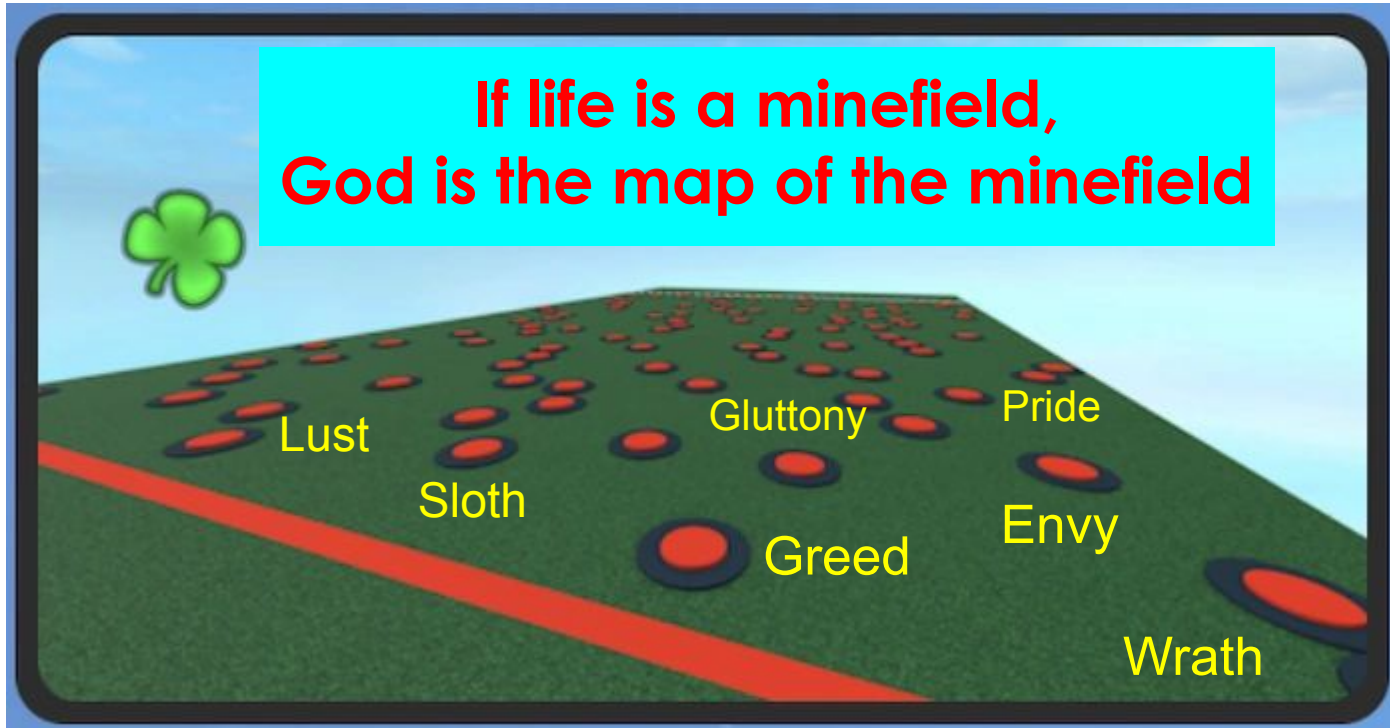 If life is a minefield,
God is the map of the minefield
Lust
Gluttony
Pride
Sloth
Envy
Greed
Wrath